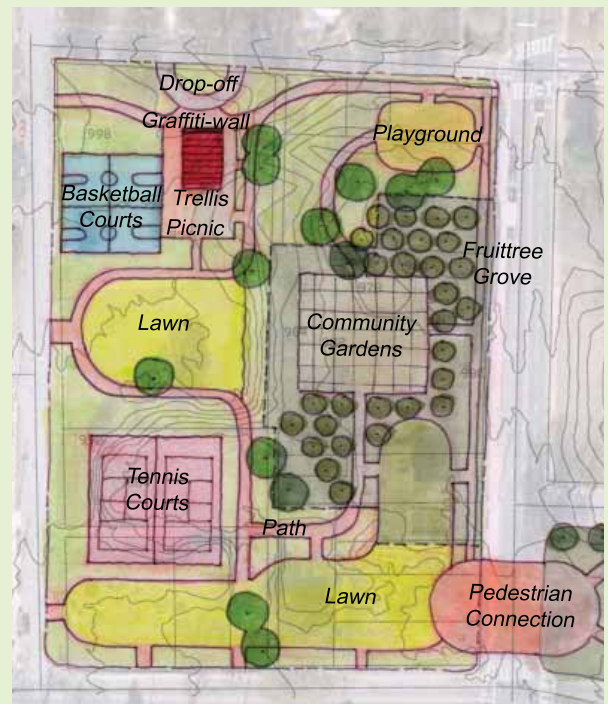 Drop-off
Graffiti-wall
Playground
998
Basketball
Courts
Trellis
Picnic
Fruittree
Grove
Lawn
Community
Gardens
Tennis
Courts
Path
Lawn
Pedestrian
Connection